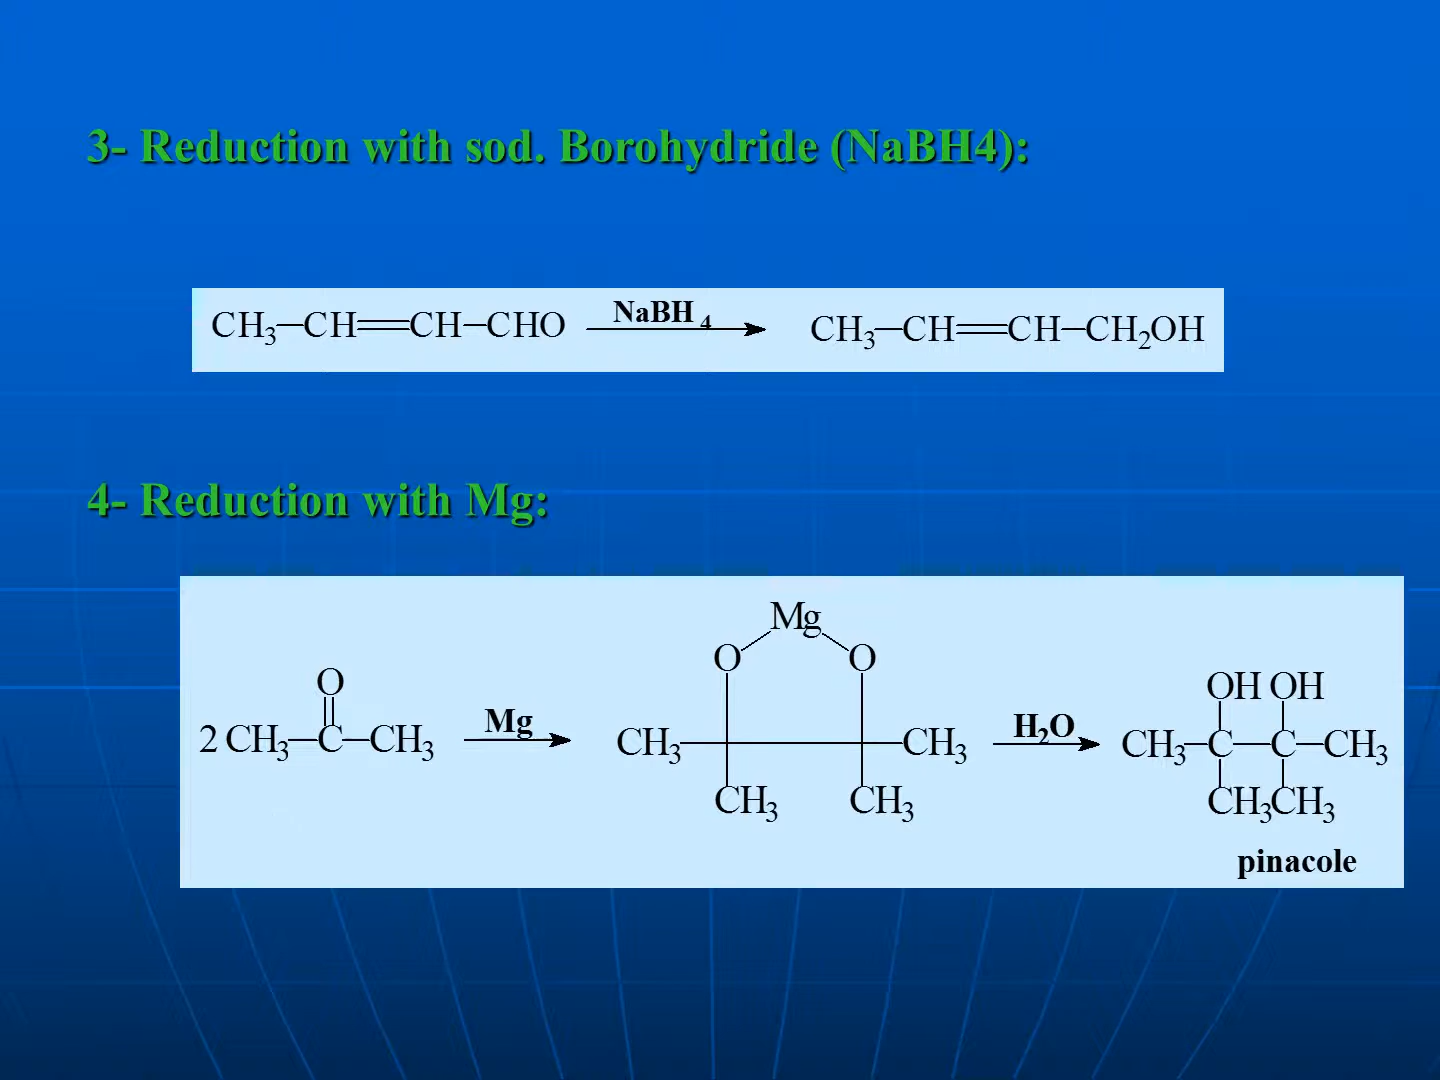 3- Reduction with sod. Borohydride (NaBH4):
CH3-CH=CH-CHO NaBH4 CH3-CH=CH-CH2OH
4- Reduction with Mg:
Mg
O O
O OH OH
2 CH3-C-CH3 Mg CH3 CH3 H2O CH3-C-C-CH3
CH3 CH3 CH3CH3
pinacole